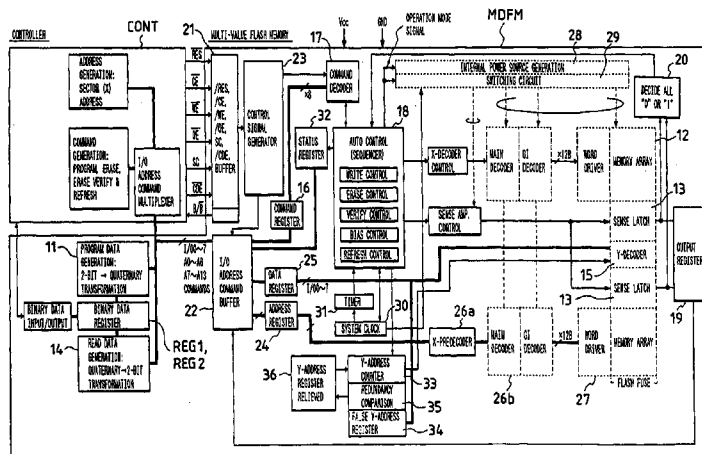 CONT
MDFM
CONTROLLER
MULTI-VALUE FLASH MEMORY
Vcc
GND
OPERATION MODE
SIGNAL
21
23
17
28
29
20
ADDRESS
GENERATION:
SECTOR (X)
ADDRESS
RES
CE
WE
OE
SC
CDE
R/B
/RES,
/CE,
/WE,
/OE,
SC,
/CDE,
BUFFER
CONTROL
SIGNAL
GENERATOR
COMMAND
DECODER
INTERNAL POWER SOURCE GENERATION
SWITCHING CIRCUIT
DECIDE ALL
"0" OR "1"
x8
32
18
12
COMMAND
GENERATION:
PROGRAM, ERASE,
ERASE VERIFY &
REFRESH
I/O
ADDRESS
COMMAND
MULTIPLEXER
STATUS
REGISTER
AUTO CONTROL
(SEQUENCER)
WRITE CONTROL
ERASE CONTROL
VERIFY CONTROL
BIAS CONTROL
REFRESH CONTROL
X-DECODER
CONTROL
MAIN
DECODER
GI
DECODER
x128
WORD
DRIVER
MEMORY ARRAY
16
13
COMMAND
REGISTER
SENSE AMP.
CONTROL
SENSE LATCH
11
PROGRAM DATA
GENERATION:
2-BIT → QUATERNARY
TRANSFORMATION
I/O0~7
A0~A8
A7~A13
COMMANDS
I/O
ADDRESS
COMMAND
BUFFER
25
DATA
REGISTER
I/O0~7
Y-DECODER
15
SENSE LATCH
OUTPUT
REGISTER
BINARY DATA
INPUT/OUTPUT
BINARY DATA
REGISTER
22
ADDRESS
REGISTER
24
TIMER
31
30
SYSTEM CLOCK
26a
X-PREDECODER
13
19
14
READ DATA
GENERATION:
QUATERNARY→2-BIT
TRANSFORMATION
REG1,
REG2
MAIN
DECODER
GI
DECODER
x128
WORD
DRIVER
MEMORY ARRAY
FLASH FUSE
36
Y-ADDRESS
REGISTER
RELIEVED
Y-ADDRESS
COUNTER
33
REDUNDANCY
COMPARISON
35
FALSE Y-ADDRESS
REGISTER
34
26b
27